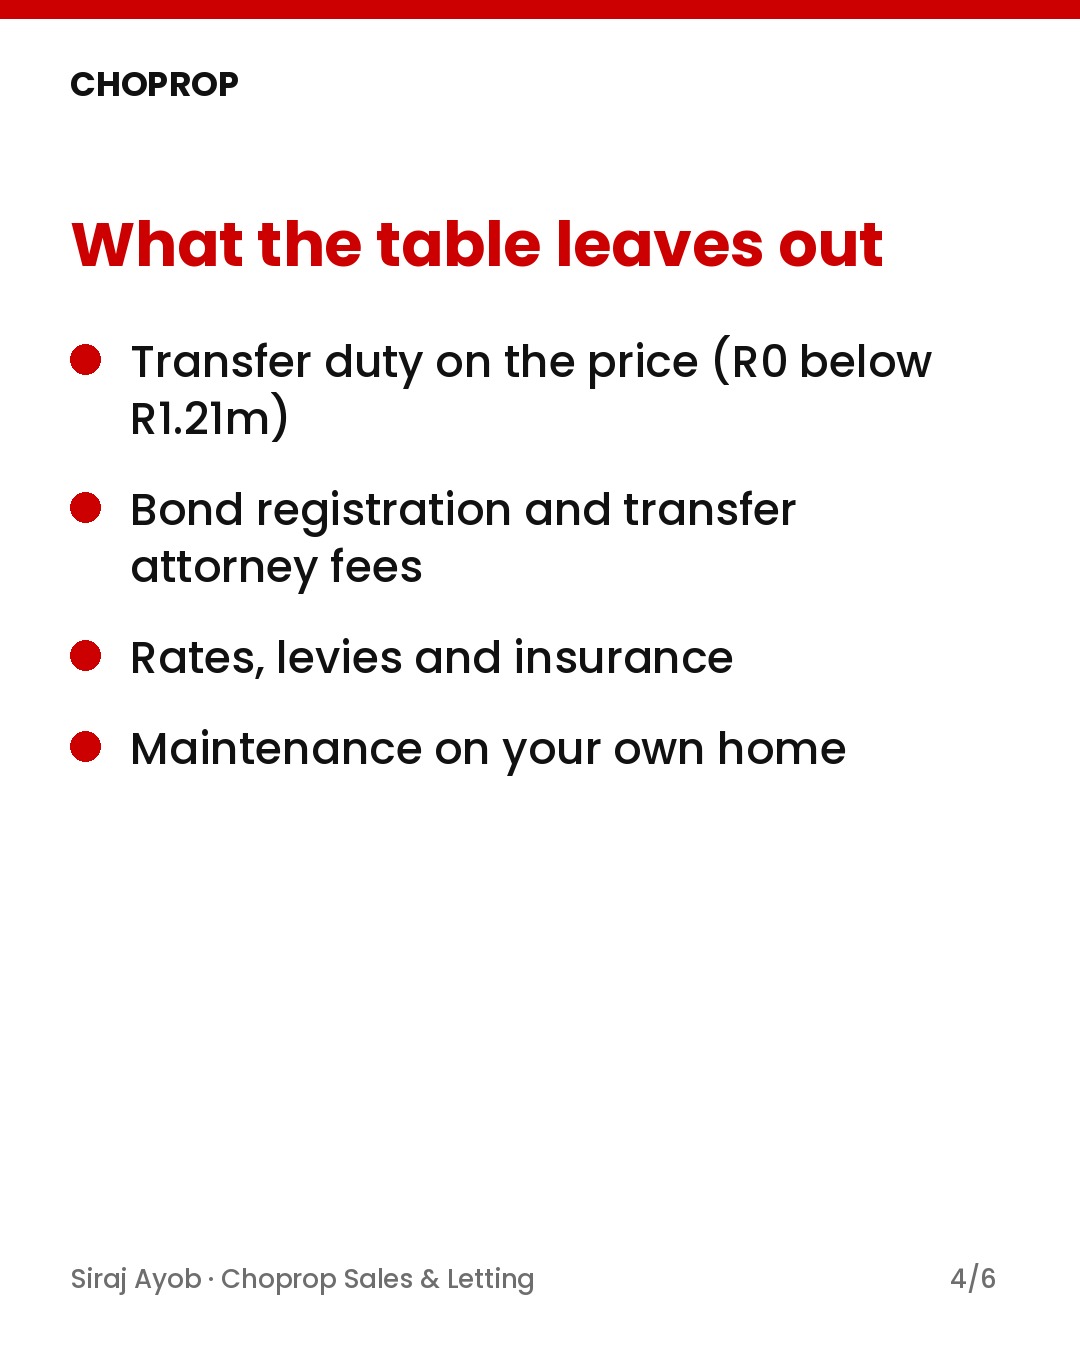 CHOPROP
What the table leaves out
Transfer duty on the price (R0 below
R1.21m)
Bond registration and transfer
attorney fees
Rates, levies and insurance
Maintenance on your own home
Siraj Ayob · Choprop Sales & Letting
4/6